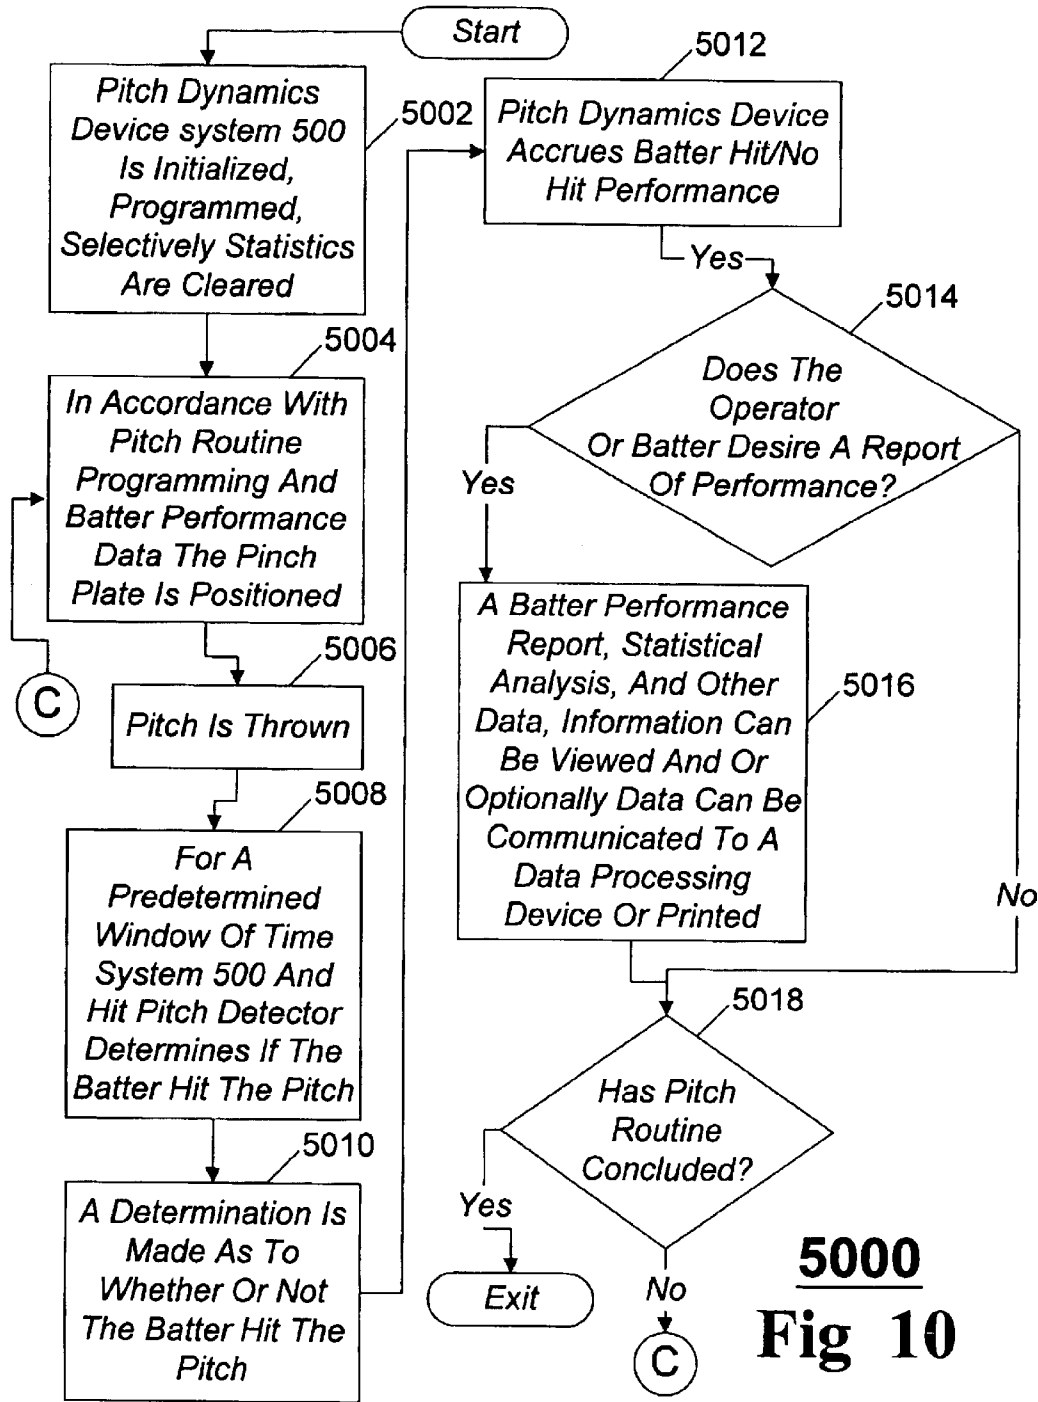 Start
Pitch Dynamics
Device system 500
Is Initialized,
Programmed,
Selectively Statistics
Are Cleared
5002
5004
In Accordance With
Pitch Routine
Programming And
Batter Performance
Data The Pinch
Plate Is Positioned
C
5006
Pitch Is Thrown
5008
For A
Predetermined
Window Of Time
System 500 And
Hit Pitch Detector
Determines If The
Batter Hit The Pitch
5010
A Determination Is
Made As To
Whether Or Not
The Batter Hit The
Pitch
5012
Pitch Dynamics Device
Accrues Batter Hit/No
Hit Performance
Yes
5014
Does The
Operator
Or Batter Desire A Report
Of Performance?
Yes
No
A Batter Performance
Report, Statistical
Analysis, And Other
Data, Information Can
Be Viewed And Or
Optionally Data Can Be
Communicated To A
Data Processing
Device Or Printed
5016
5018
Has Pitch
Routine
Concluded?
Yes
Exit
No
C
5000
Fig 10